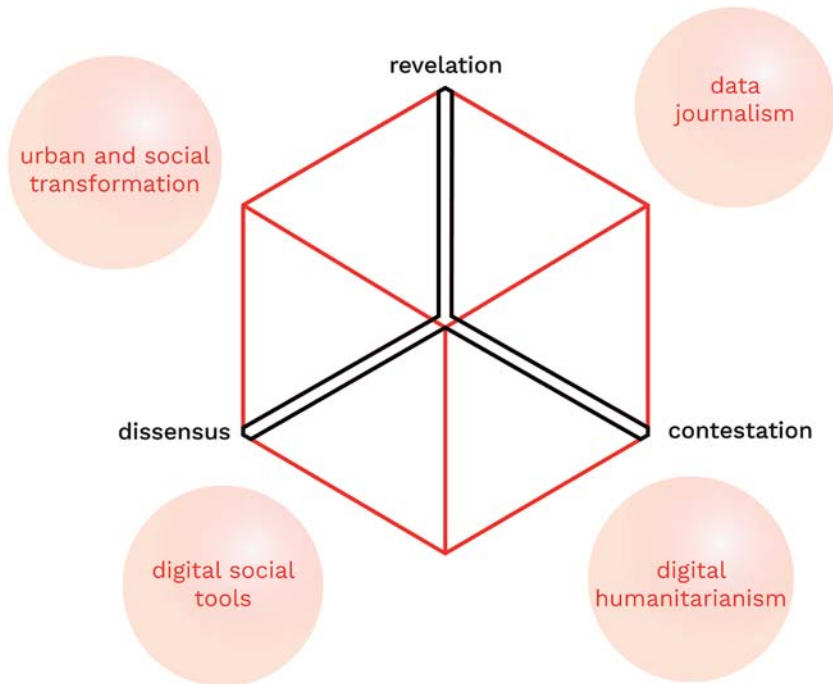 revelation
data
journalism
urban and social
transformation
dissensus
contestation
digital social
tools
digital
humanitarianism